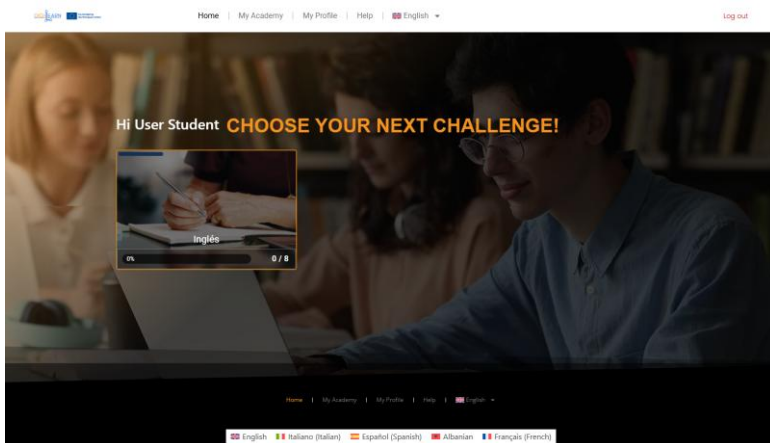 Home | My Academy | My Profile | Help | English
Log out
Hi User Student CHOOSE YOUR NEXT CHALLENGE!
Inglés
0% 0 / 8
Home | My Academy | My Profile | Help | English
English Italiano (Italian) Español (Spanish) Albanian Français (French)